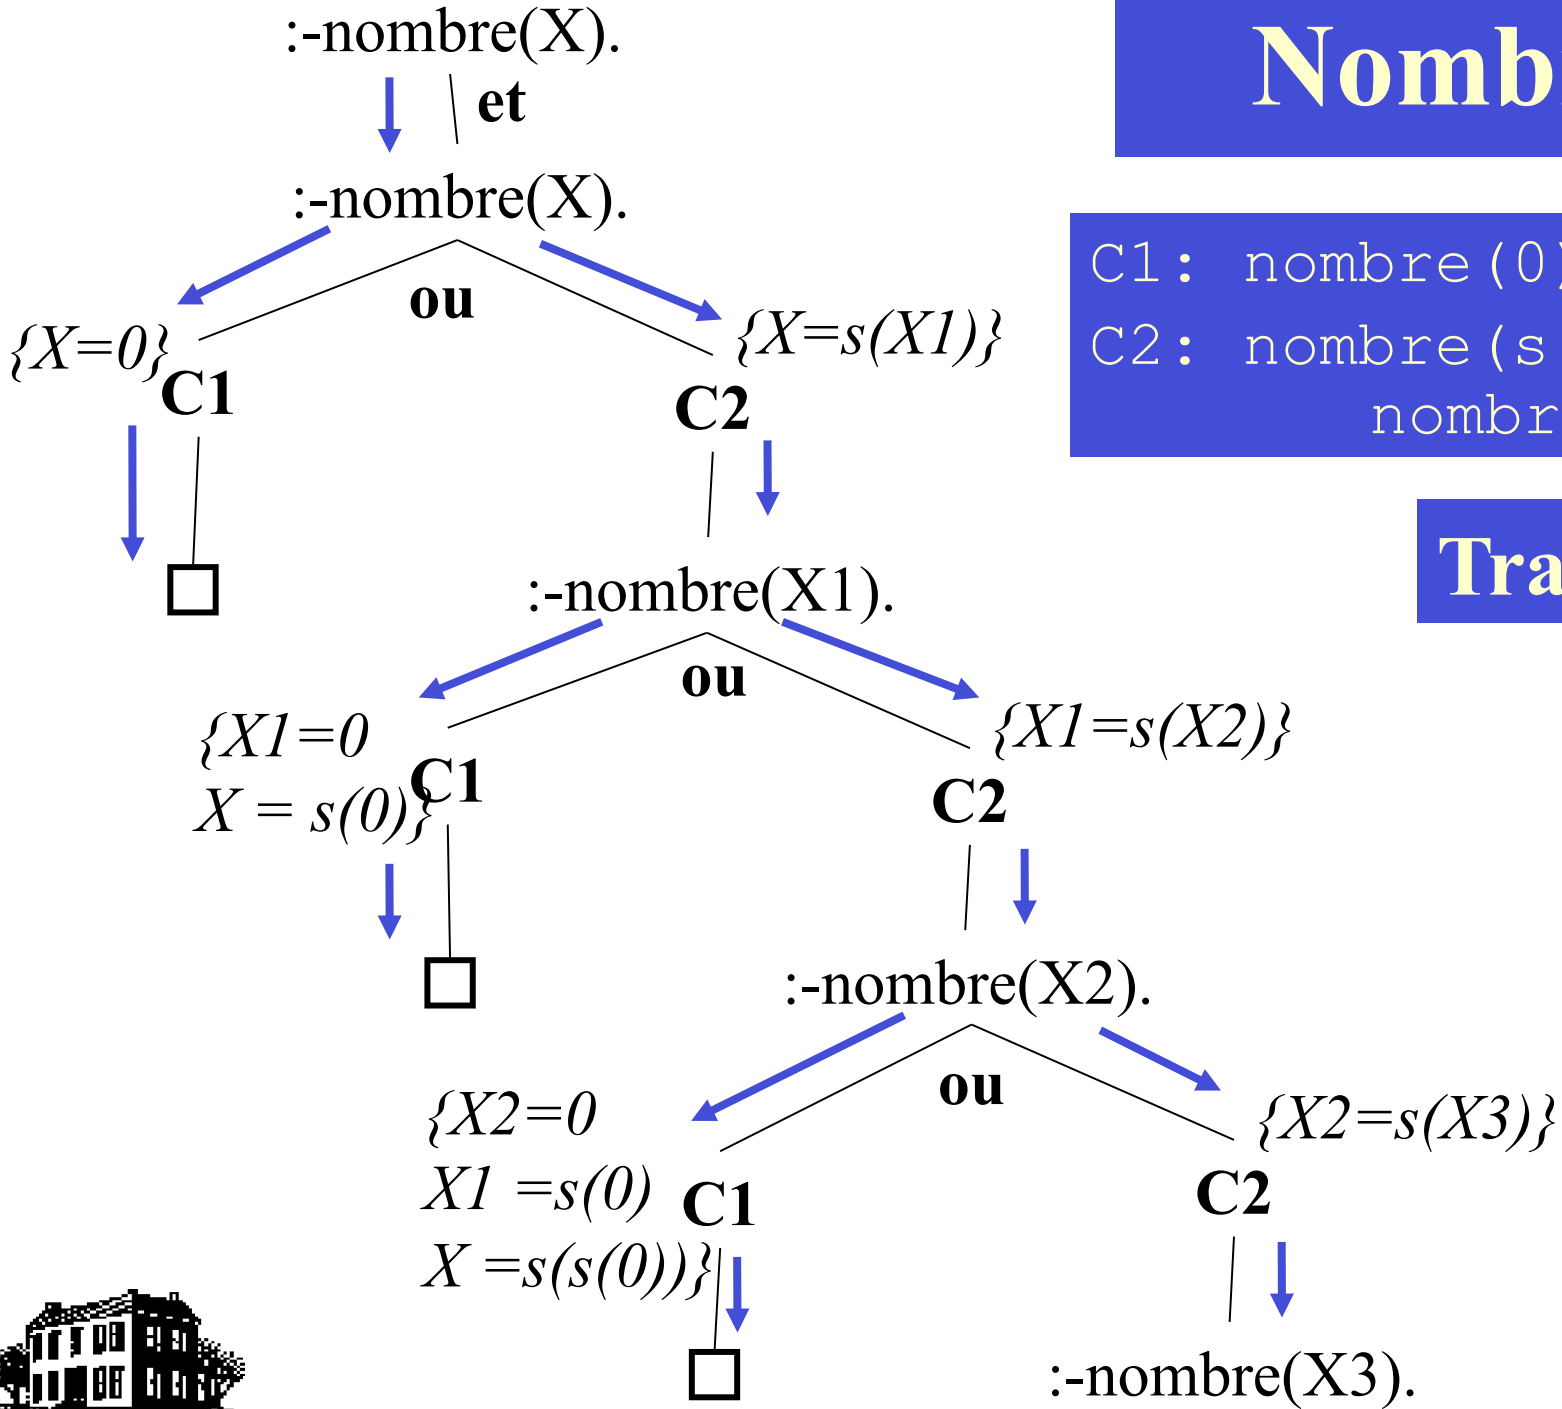 :-nombre(X).
et
:-nombre(X).
ou
{X=0}
C1
{X=s(X1)}
C2
C1: nombre(0)
C2: nombre(s
nombr
:-nombre(X1).
ou
{X1=0
X = s(0)}
C1
{X1=s(X2)}
C2
:-nombre(X2).
ou
{X2=0
X1 =s(0)
X =s(s(0))}
C1
{X2=s(X3)}
C2
:-nombre(X3).